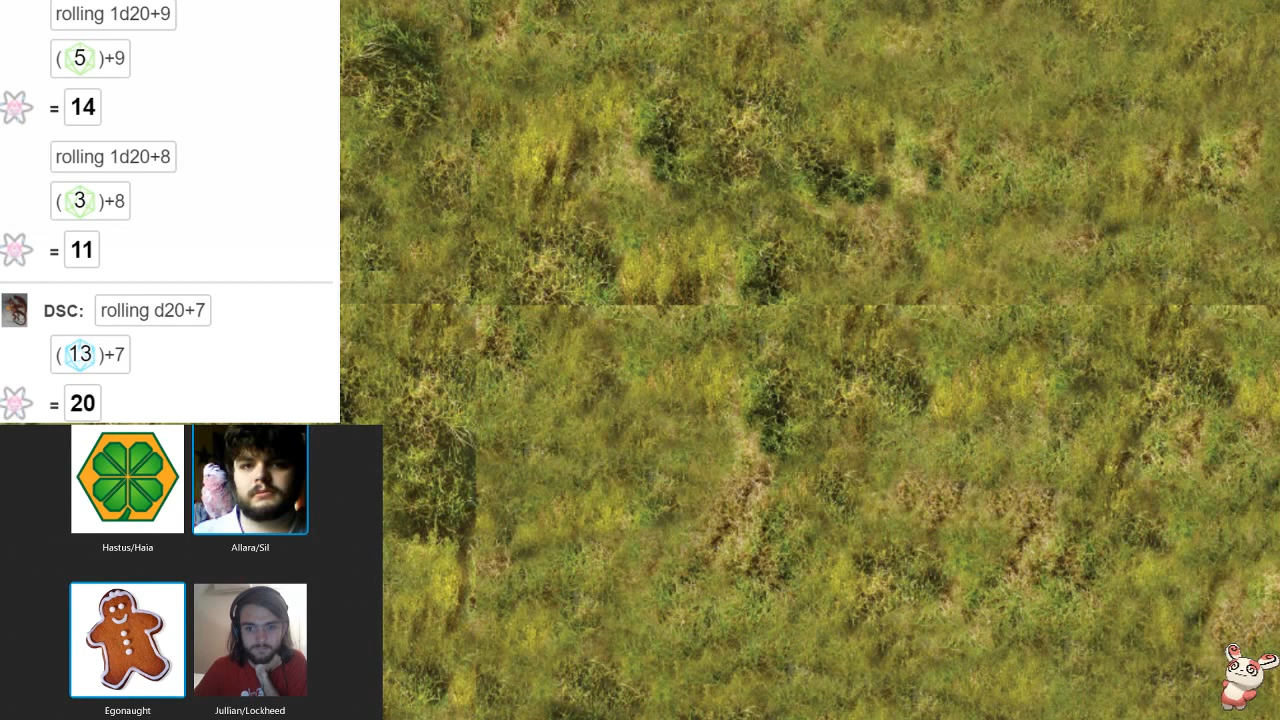 rolling 1d20+9
(5)+9
= 14
rolling 1d20+8
(3)+8
= 11
DSC: rolling d20+7
(13)+7
= 20
Hastus/Haia
Allara/Sil
Egonaught
Jullian/Lockheed